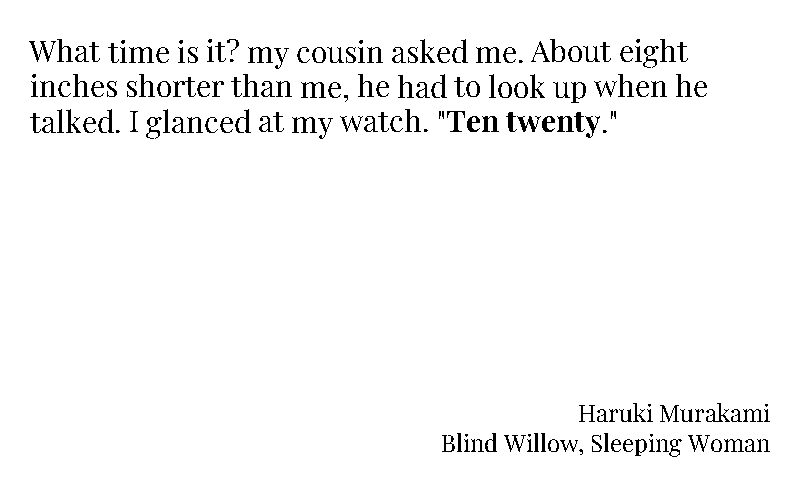 What time is it? my cousin asked me. About eight
inches shorter than me, he had to look up when he
talked. I glanced at my watch. "Ten twenty."
Haruki Murakami
Blind Willow, Sleeping Woman